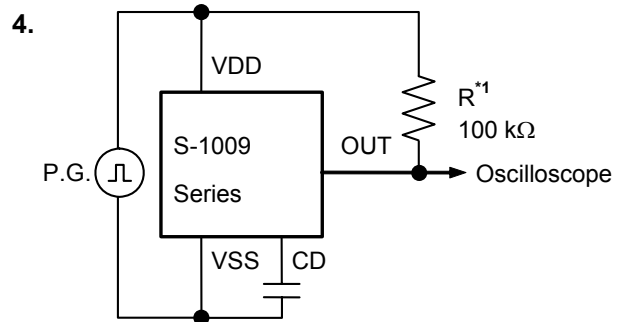 4.
VDD
R*1
100 kΩ
S-1009
Series
OUT
P.G.
Oscilloscope
VSS
CD